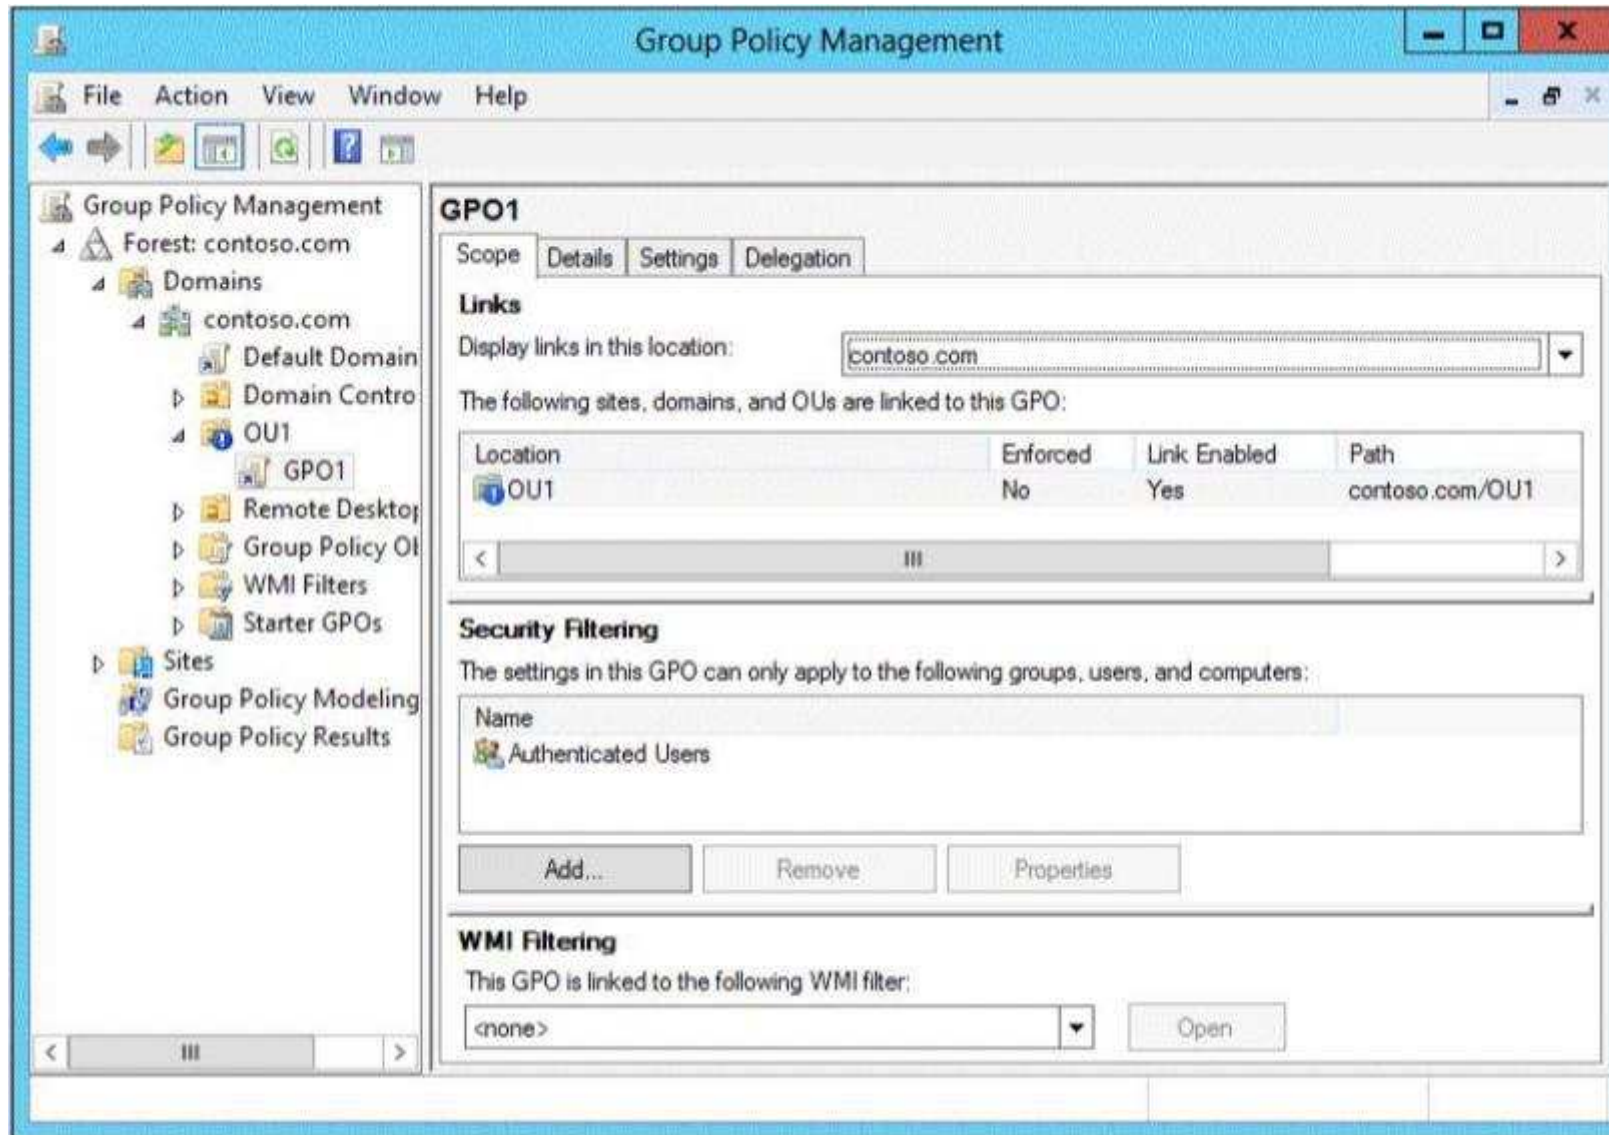 Group Policy Management
File Action View Window Help
Group Policy Management
Forest: contoso.com
Domains
contoso.com
Default Domain
Domain Contro
OU1
GPO1
Remote Desktop
Group Policy Ob
WMI Filters
Starter GPOs
Sites
Group Policy Modeling
Group Policy Results
GPO1
Scope Details Settings Delegation
Links
Display links in this location: contoso.com
The following sites, domains, and OUs are linked to this GPO:
Location Enforced Link Enabled Path
OU1 No Yes contoso.com/OU1
Security Filtering
The settings in this GPO can only apply to the following groups, users, and computers:
Name
Authenticated Users
Add... Remove Properties
WMI Filtering
This GPO is linked to the following WMI filter:
<none> Open